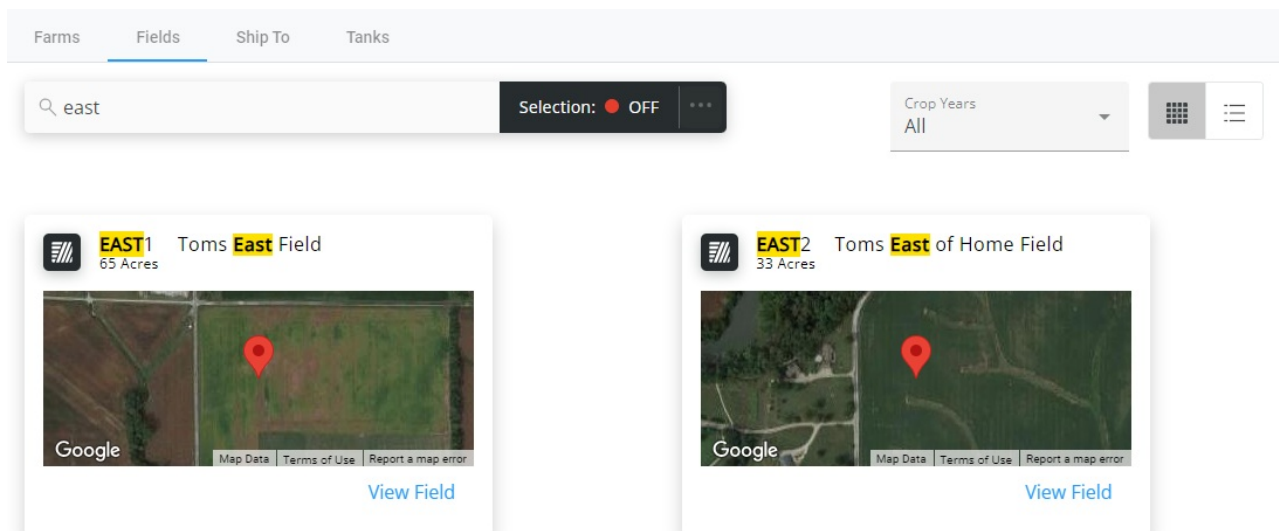 Farms Fields Ship To Tanks
east
Selection: OFF ...
Crop Years
All
EAST1 Toms East Field
65 Acres
Google
Map Data Terms of Use Report a map error
View Field
EAST2 Toms East of Home Field
33 Acres
Google
Map Data Terms of Use Report a map error
View Field